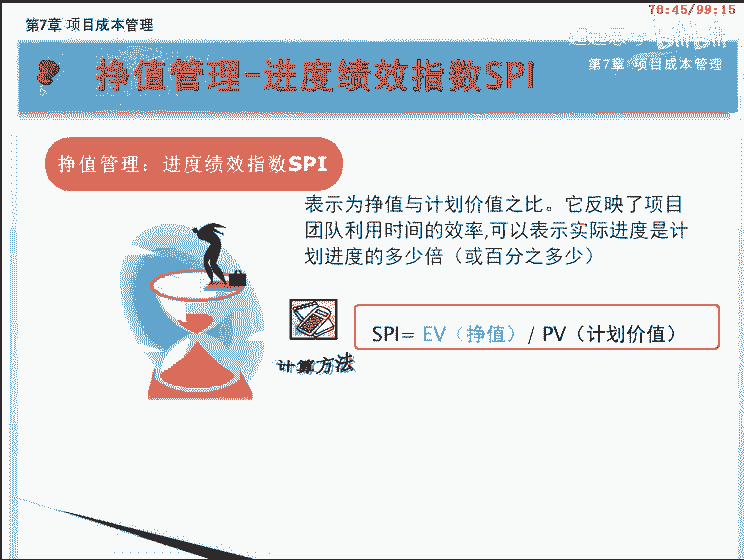 78:45/99:15
第7章 项目成本管理
挣值管理-进度绩效指数SPI
第7章 项目成本管理
挣值管理：进度绩效指数SPI
表示为挣值与计划价值之比。它反映了项目
团队利用时间的效率,可以表示实际进度是计
划进度的多少倍（或百分之多少）
SPI= EV（挣值）/ PV（计划价值）
计算方法